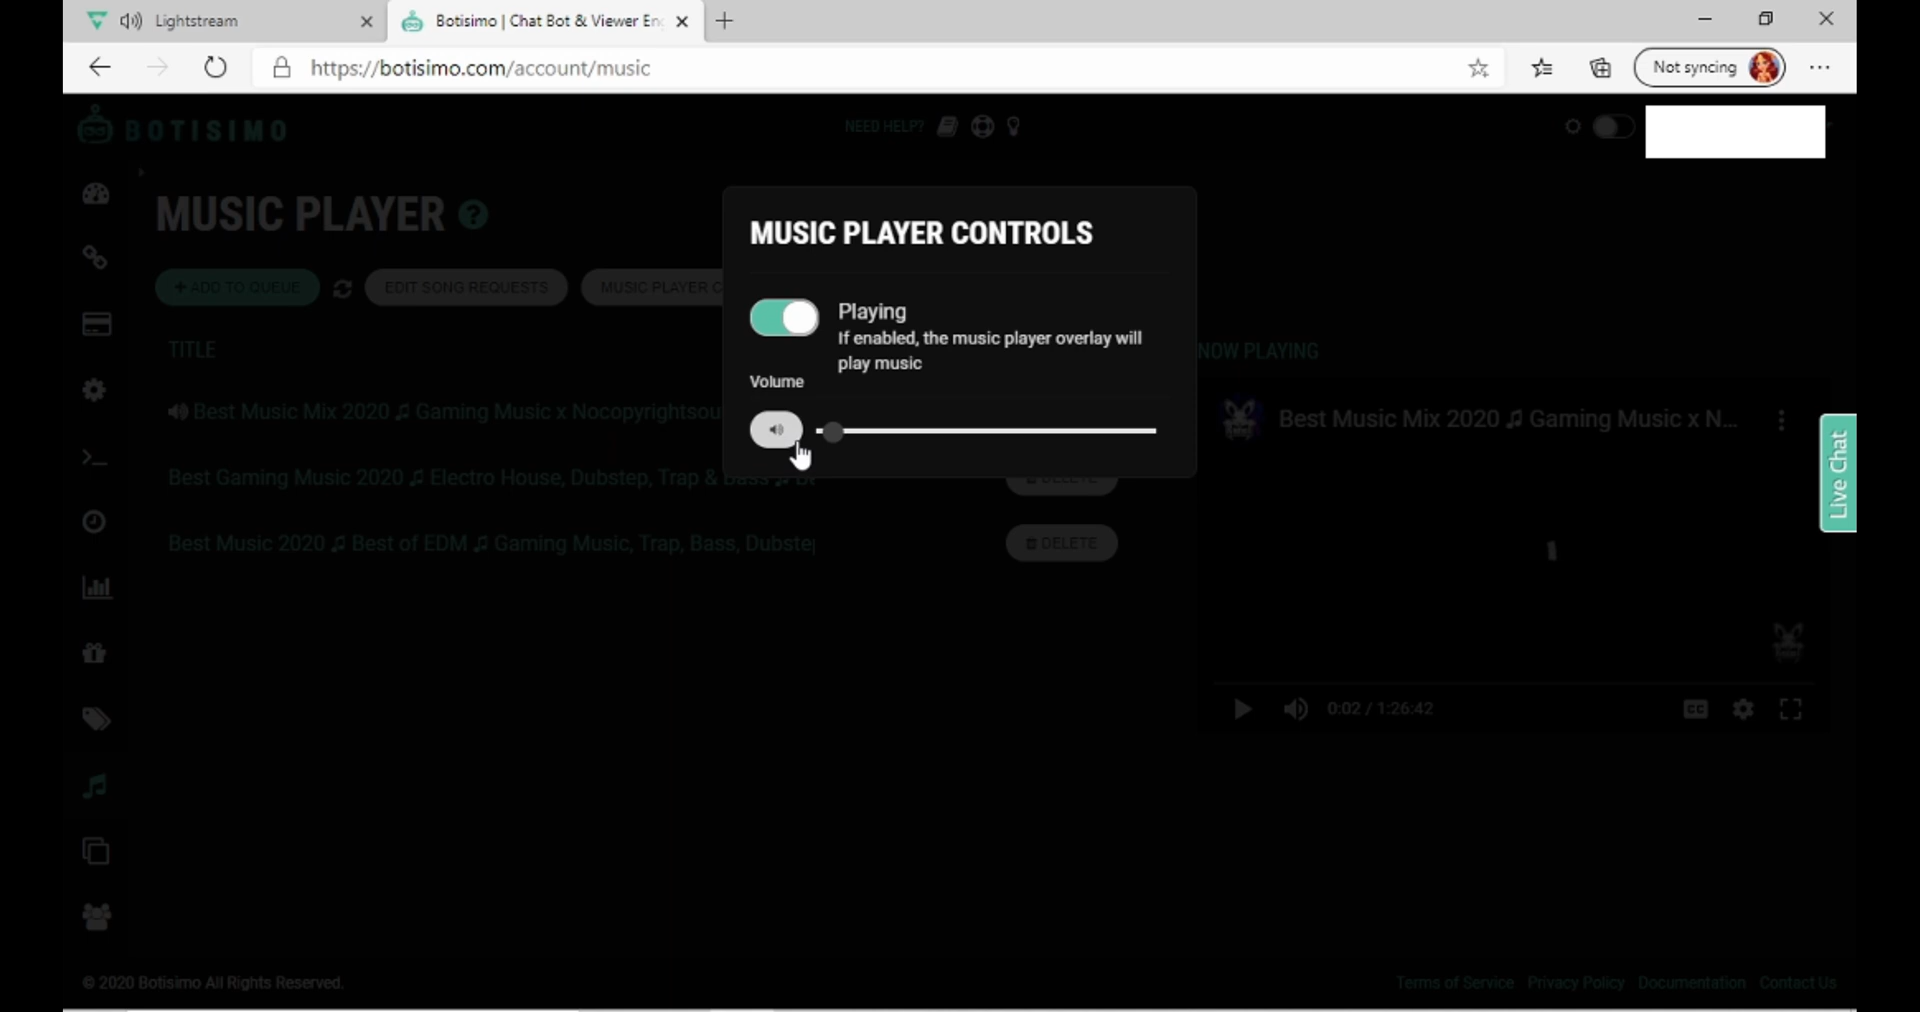 Lightstream
Botisimo | Chat Bot & Viewer En
https://botisimo.com/account/music
Not syncing
BOTISIMO
NEED HELP?
MUSIC PLAYER
MUSIC PLAYER CONTROLS
+ ADD TO QUEUE
EDIT SONG REQUESTS
MUSIC PLAYER C
Playing
If enabled, the music player overlay will
play music
TITLE
NOW PLAYING
Volume
Best Music Mix 2020 ♫ Gaming Music x Nocopyrightsou
Best Music Mix 2020 ♫ Gaming Music x N...
Best Gaming Music 2020 ♫ Electro House, Dubstep, Trap & Bass ♫
DELETE
Live Chat
Best Music 2020 ♫ Best of EDM ♫ Gaming Music, Trap, Bass, Dubste
DELETE
0:02 / 1:26:42
CC
© 2020 Botisimo All Rights Reserved.
Terms of Service Privacy Policy Documentation Contact Us